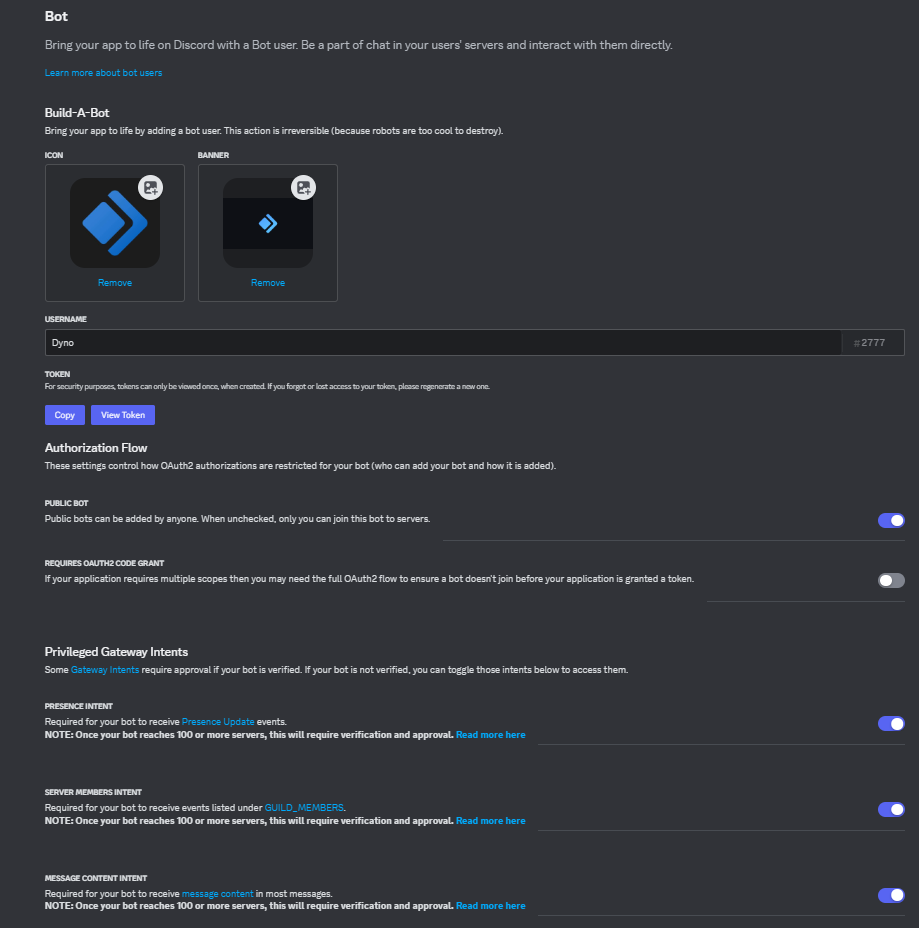 Bot
Bring your app to life on Discord with a Bot user. Be a part of chat in your users' servers and interact with them directly.
Learn more about bot users
Build-A-Bot
Bring your app to life by adding a bot user. This action is irreversible (because robots are too cool to destroy).
ICON
BANNER
Remove
Remove
USERNAME
Dyno
#2777
TOKEN
For security purposes, tokens can only be viewed once, when created. If you forgot or lost access to your token, please regenerate a new one.
Copy
View Token
Authorization Flow
These settings control how OAuth2 authorizations are restricted for your bot (who can add your bot and how it is added).
PUBLIC BOT
Public bots can be added by anyone. When unchecked, only you can join this bot to servers.
REQUIRES OAUTH2 CODE GRANT
If your application requires multiple scopes then you may need the full OAuth2 flow to ensure a bot doesn't join before your application is granted a token.
Privileged Gateway Intents
Some Gateway Intents require approval if your bot is verified. If your bot is not verified, you can toggle those intents below to access them.
PRESENCE INTENT
Required for your bot to receive Presence Update events.
NOTE: Once your bot reaches 100 or more servers, this will require verification and approval. Read more here
SERVER MEMBERS INTENT
Required for your bot to receive events listed under GUILD_MEMBERS.
NOTE: Once your bot reaches 100 or more servers, this will require verification and approval. Read more here
MESSAGE CONTENT INTENT
Required for your bot to receive message content in most messages.
NOTE: Once your bot reaches 100 or more servers, this will require verification and approval. Read more here